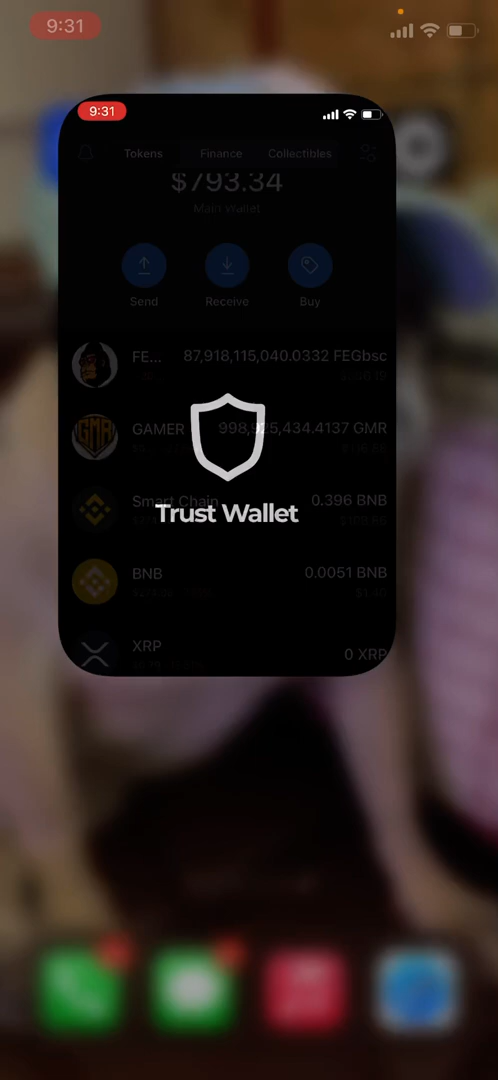 9:31
9:31
Tokens Finance Collectibles
$793.34
Main Wallet
Send Receive Buy
FE... 87,918,115,040.0332 FEGbsc
GAMER 998,925,434.4137 GMR
Trust Wallet
Smart Chain 0.396 BNB
BNB 0.0051 BNB
XRP 0 XRP